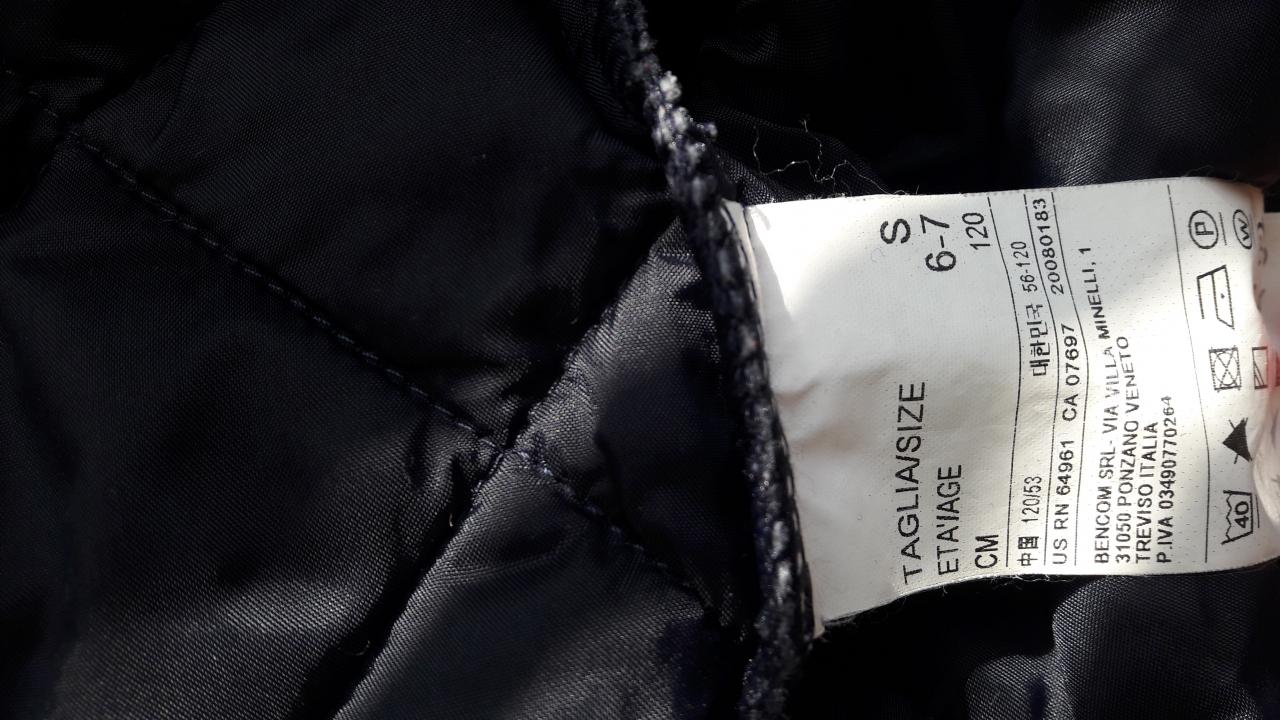 TAGLIA/SIZE S
ETA'/AGE 6-7
CM 120
中国 120/53 대한민국 56-120
US RN 64961 CA 07697 20080183
BENCOM SRL - VIA VILLA MINELLI, 1
31050 PONZANO VENETO
TREVISO ITALIA
P.IVA 03490770264
40 P W